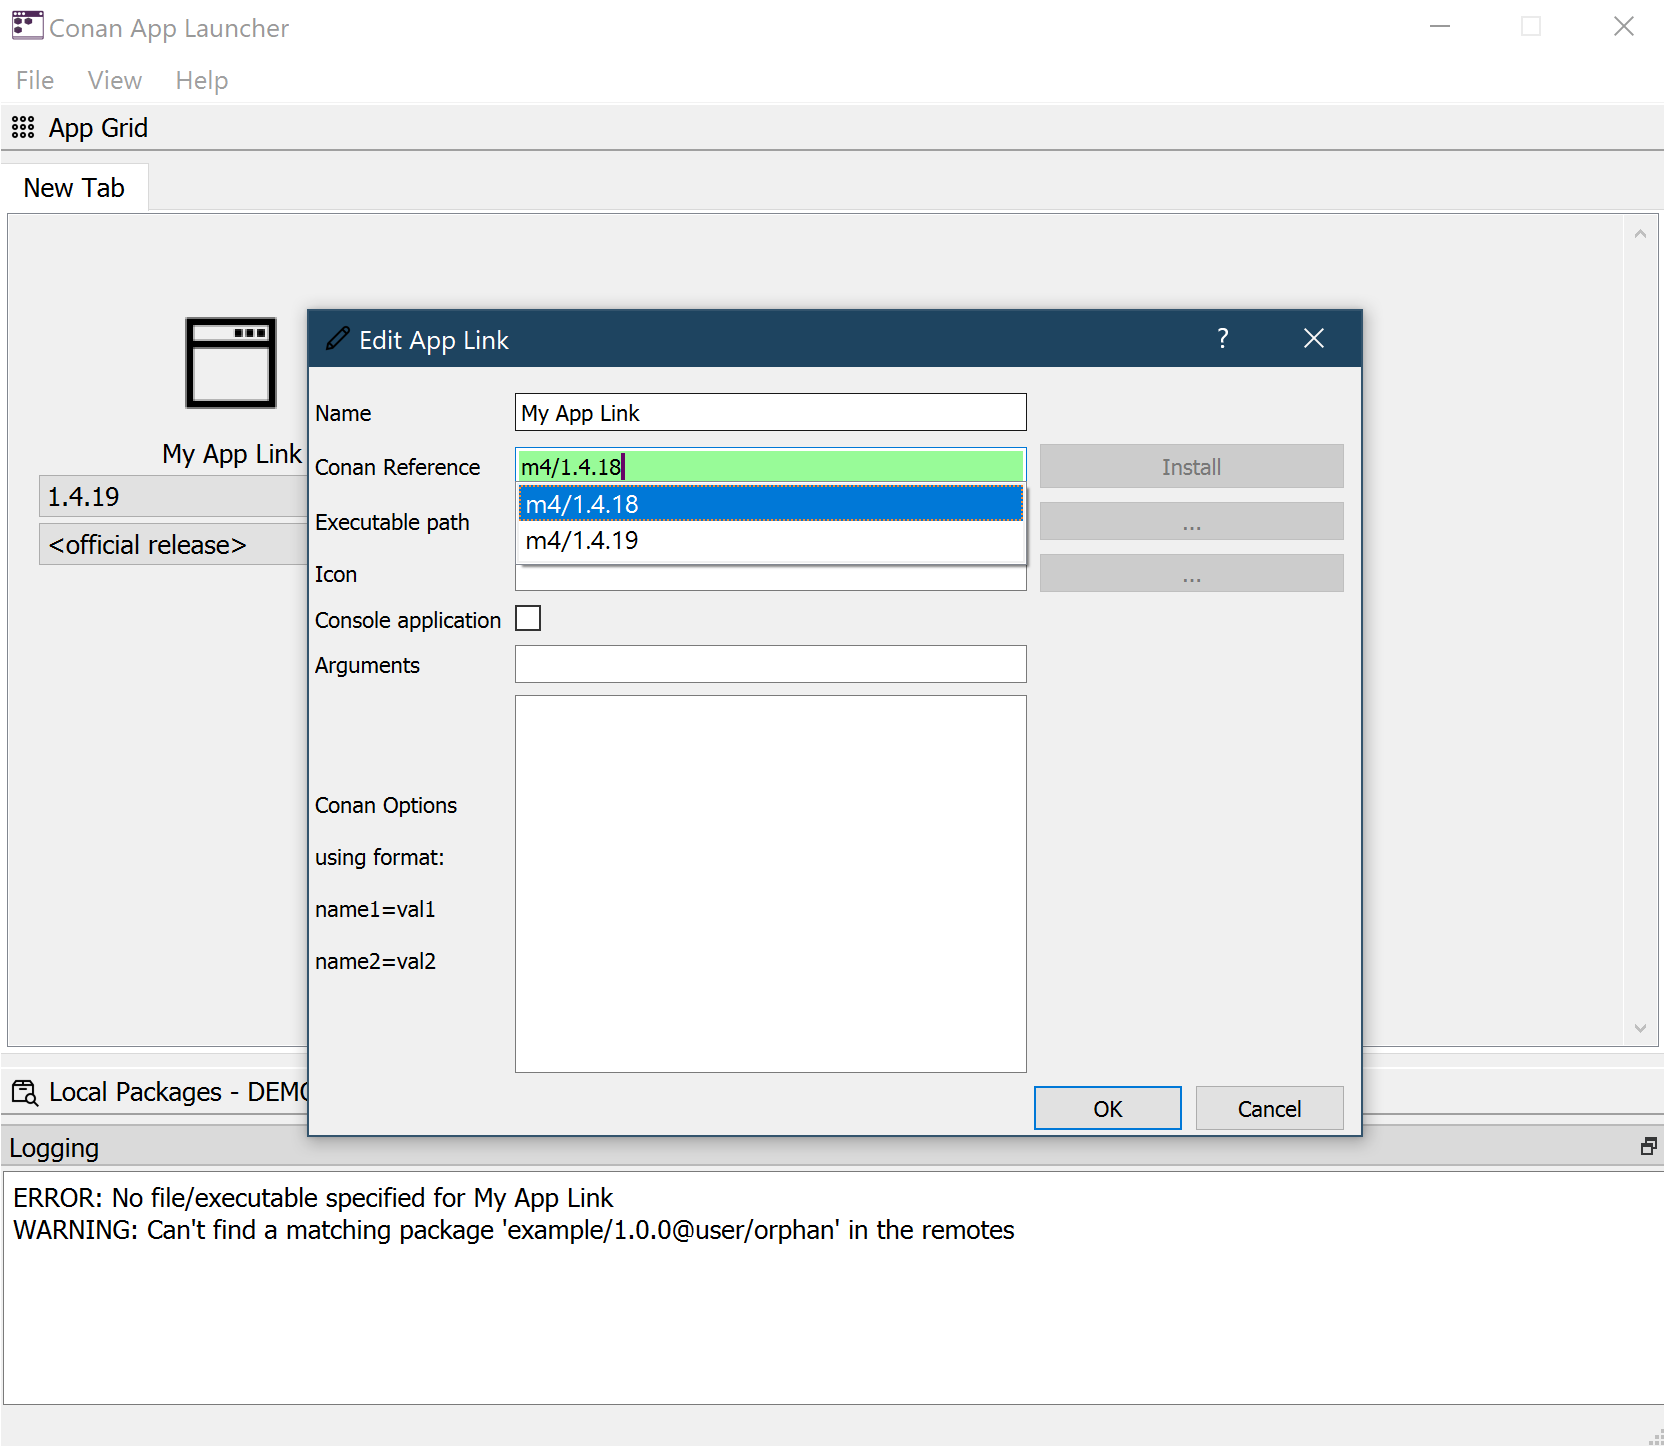 Conan App Launcher
File View Help
App Grid
New Tab
My App Link
1.4.19
<official release>
Edit App Link ?
Name My App Link
Conan Reference m4/1.4.18 Install
m4/1.4.18
Executable path ...
m4/1.4.19
Icon ...
Console application
Arguments
Conan Options
using format:
name1=val1
name2=val2
OK Cancel
Local Packages - DEMO
Logging
ERROR: No file/executable specified for My App Link
WARNING: Can't find a matching package 'example/1.0.0@user/orphan' in the remotes